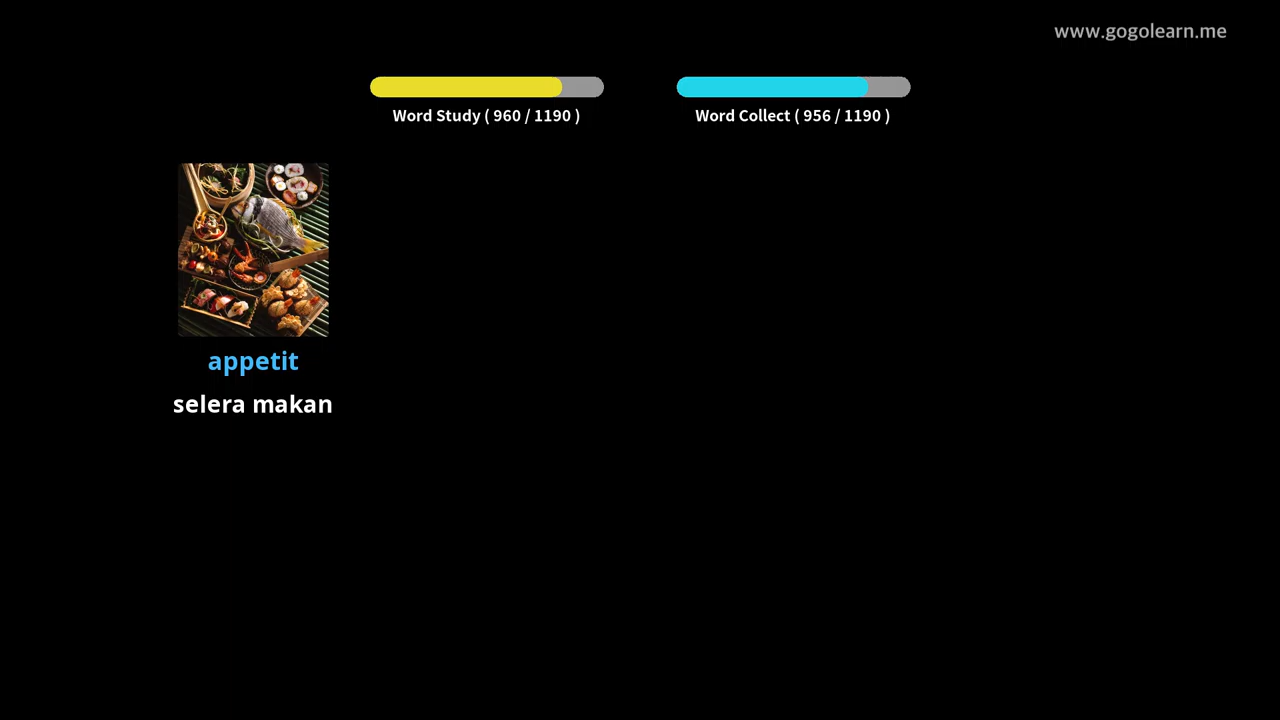 www.gogolearn.me
Word Study ( 960 / 1190 )
Word Collect ( 956 / 1190 )
appetit
selera makan